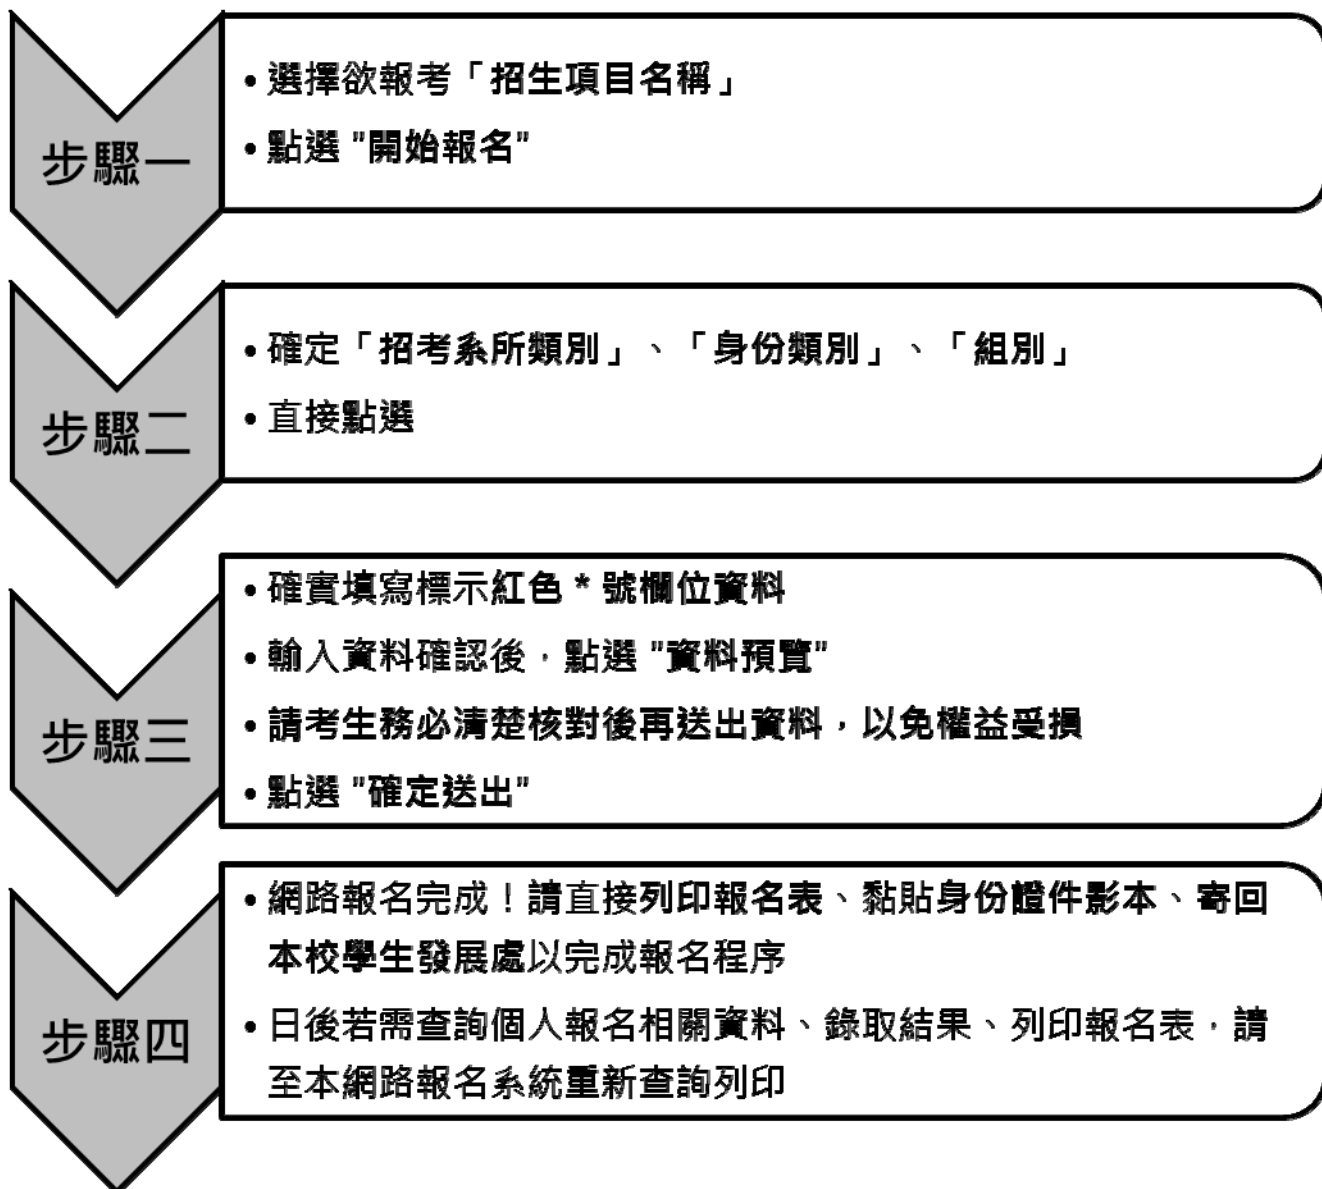 步驟一
• 選擇欲報考「招生項目名稱」
• 點選 "開始報名"
步驟二
• 確定「招考系所類別」、「身份類別」、「組別」
• 直接點選
步驟三
• 確實填寫標示紅色 * 號欄位資料
• 輸入資料確認後，點選 "資料預覽"
• 請考生務必清楚核對後再送出資料，以免權益受損
• 點選 "確定送出"
步驟四
• 網路報名完成！請直接列印報名表、黏貼身份證件影本、寄回
本校學生發展處以完成報名程序
• 日後若需查詢個人報名相關資料、錄取結果、列印報名表，請
至本網路報名系統重新查詢列印